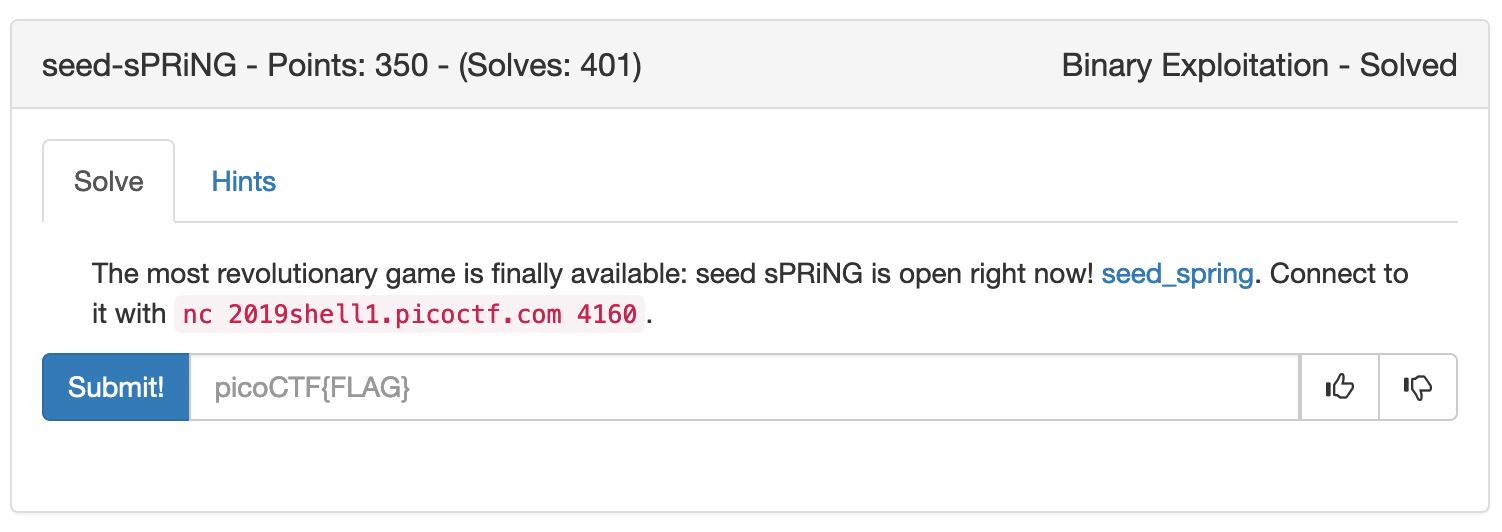 seed-sPRiNG - Points: 350 - (Solves: 401)
Binary Exploitation - Solved
Solve
Hints
The most revolutionary game is finally available: seed sPRiNG is open right now! seed_spring. Connect to
it with nc 2019shell1.picoctf.com 4160 .
Submit!
picoCTF{FLAG}